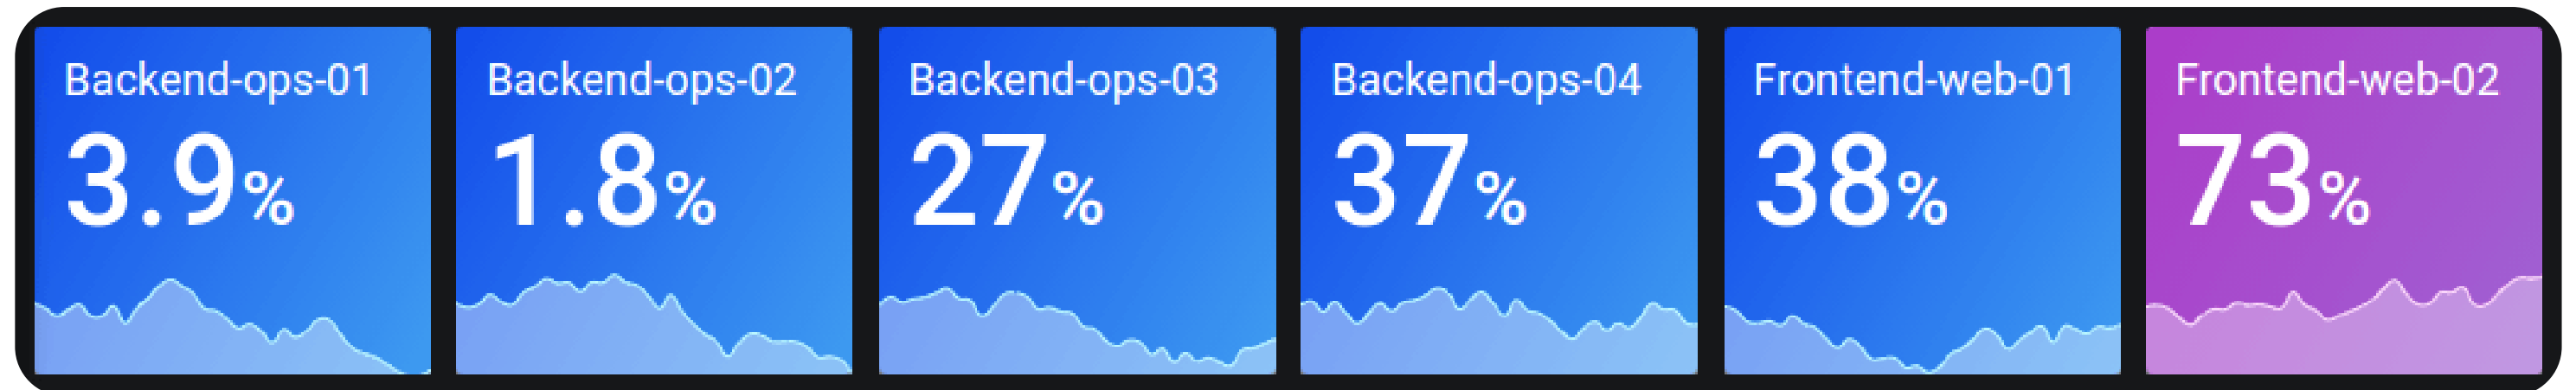 Backend-ops-01
3.9%
Backend-ops-02
1.8%
Backend-ops-03
27%
Backend-ops-04
37%
Frontend-web-01
38%
Frontend-web-02
73%